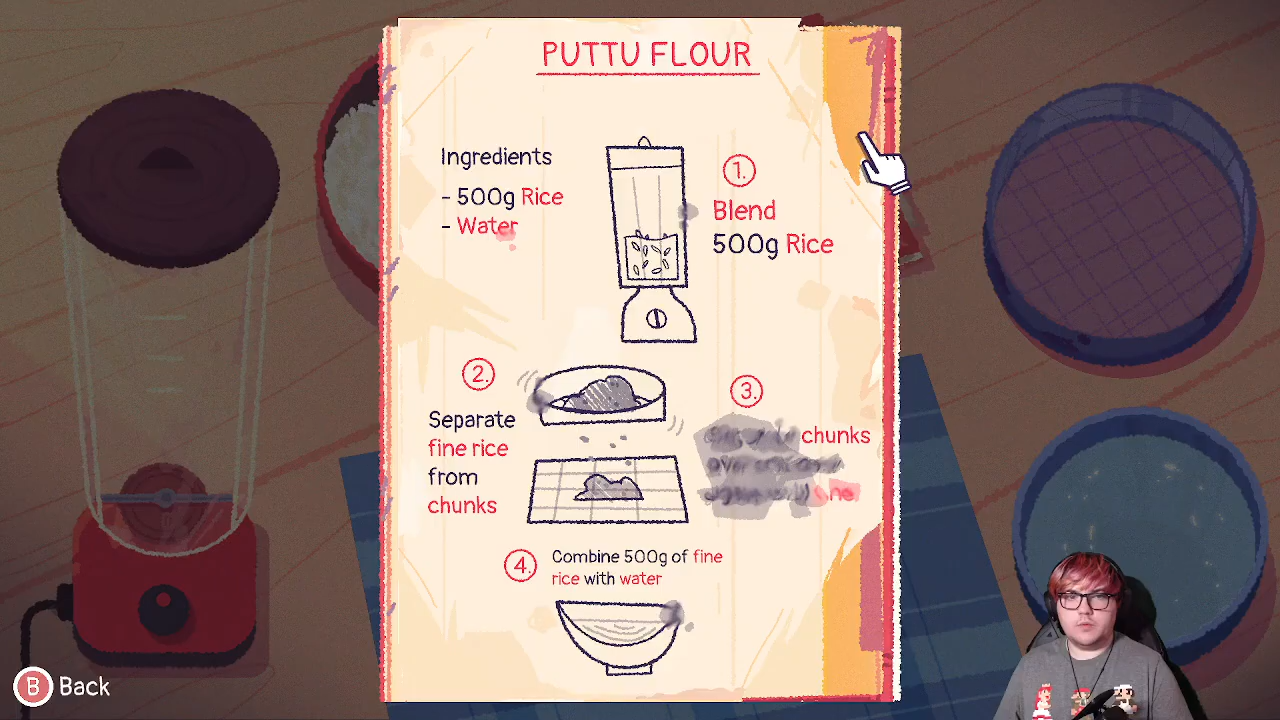 PUTTU FLOUR
Ingredients
- 500g Rice
- Water
1.
Blend
500g Rice
2.
Separate
fine rice
from
chunks
3.
chunks
4.
Combine 500g of fine
rice with water
B Back